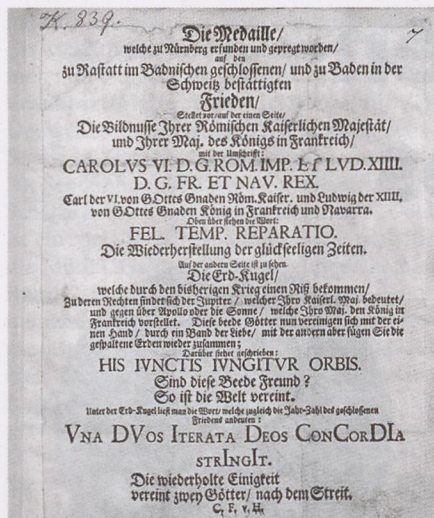 K. 839.
7
Die Medaille/
welche zu Nürnberg erfunden und gepregt worden/
auf den
zu Rastatt im Badnischen geschlossenen/ und zu Baden in der
Schweitz bestättigten
Frieden/
Stellet vor/ auf der einen Seite/
Die Bildnusse Ihrer Römischen Kaiserlichen Majestät/
und Ihrer Maj. des Königs in Franckreich/
mit der Umschrifft:
CAROLVS VI. D. G. ROM. IMP. ET LVD. XIIII.
D. G. FR. ET NAV. REX.
Carl der VI. von GOttes Gnaden Röm. Kaiser. und Ludwig der XIIII.
von GOttes Gnaden König in Franckreich und Navarra.
Oben über stehen die Wort:
FEL. TEMP. REPARATIO.
Die Wiederherstellung der glückseeligen Zeiten.
Auf der andern Seite ist zu sehen
Die Erd-Kugel/
welche durch den bisherigen Krieg einen Riß bekommen/
Zu deren Rechten findet sich der Jupiter/ welcher Ihro Kaiserl. Maj. bedeutet/
und gegen über Apollo oder die Sonne/ welche Ihro Maj. den König in
Franckreich vorstellet. Diese beede Götter nun vereinigen sich mit der ei-
nen Hand/ durch ein Band der Liebe/ mit der andern aber fügen Sie die
gespaltene Erden wieder zusammen;
Darüber stehet geschrieben:
HIS IVNCTIS IVNGITVR ORBIS.
Sind diese Beede Freund?
So ist die Welt vereint.
Unter der Erd-Kugel liest man die Wort/ welche zugleich die Jahr-Zahl des geschlossenen
Friedens andeuten:
VNA DVOS ITERATA DEOS CONCORDIA
STRINGIT.
Die wiederholte Einigkeit
vereint zwey Götter/ nach dem Streit.
C. F. v. H.